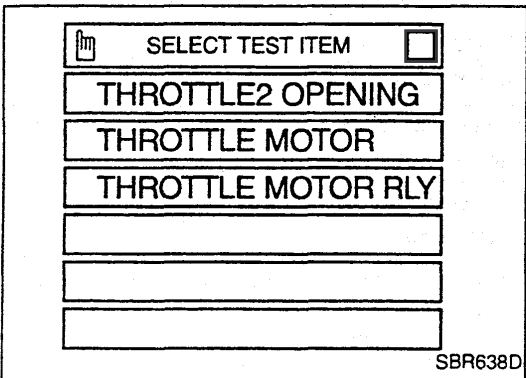 SELECT TEST ITEM
THROTTLE2 OPENING
THROTTLE MOTOR
THROTTLE MOTOR RLY
SBR638D